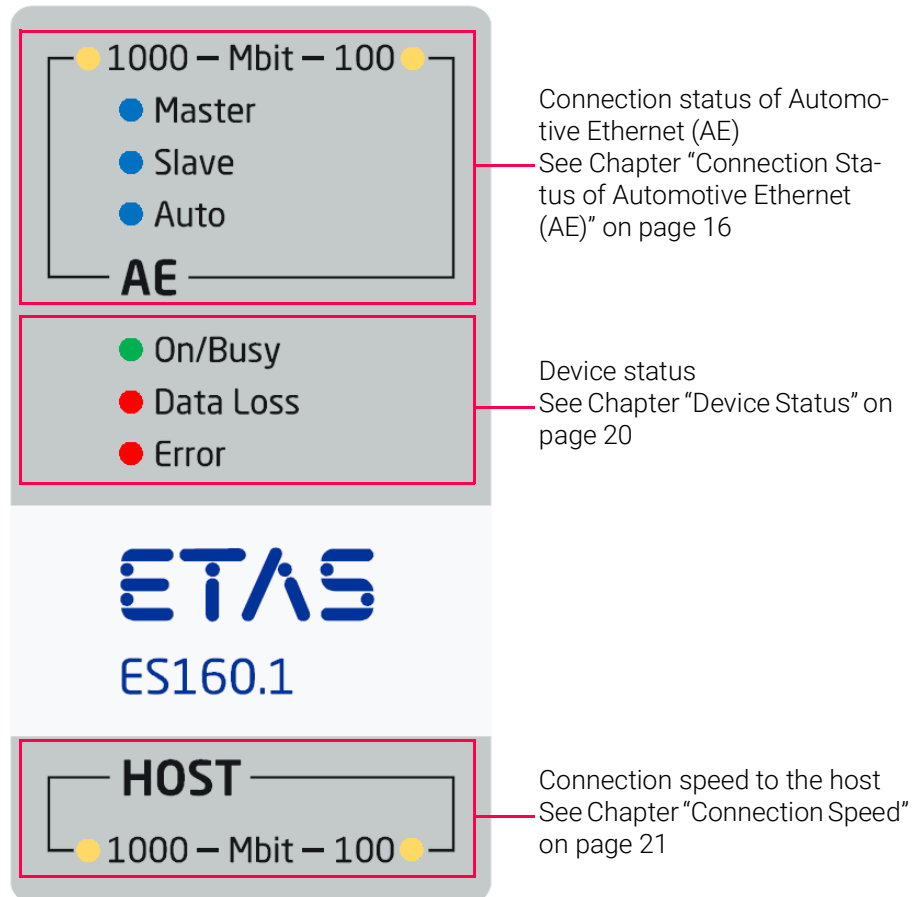 1000 – Mbit – 100
Master
Slave
Auto
AE
Connection status of Automo-
tive Ethernet (AE)
See Chapter “Connection Sta-
tus of Automotive Ethernet
(AE)” on page 16
On/Busy
Data Loss
Error
Device status
See Chapter “Device Status” on
page 20
ETAS
ES160.1
HOST
1000 – Mbit – 100
Connection speed to the host
See Chapter “Connection Speed”
on page 21